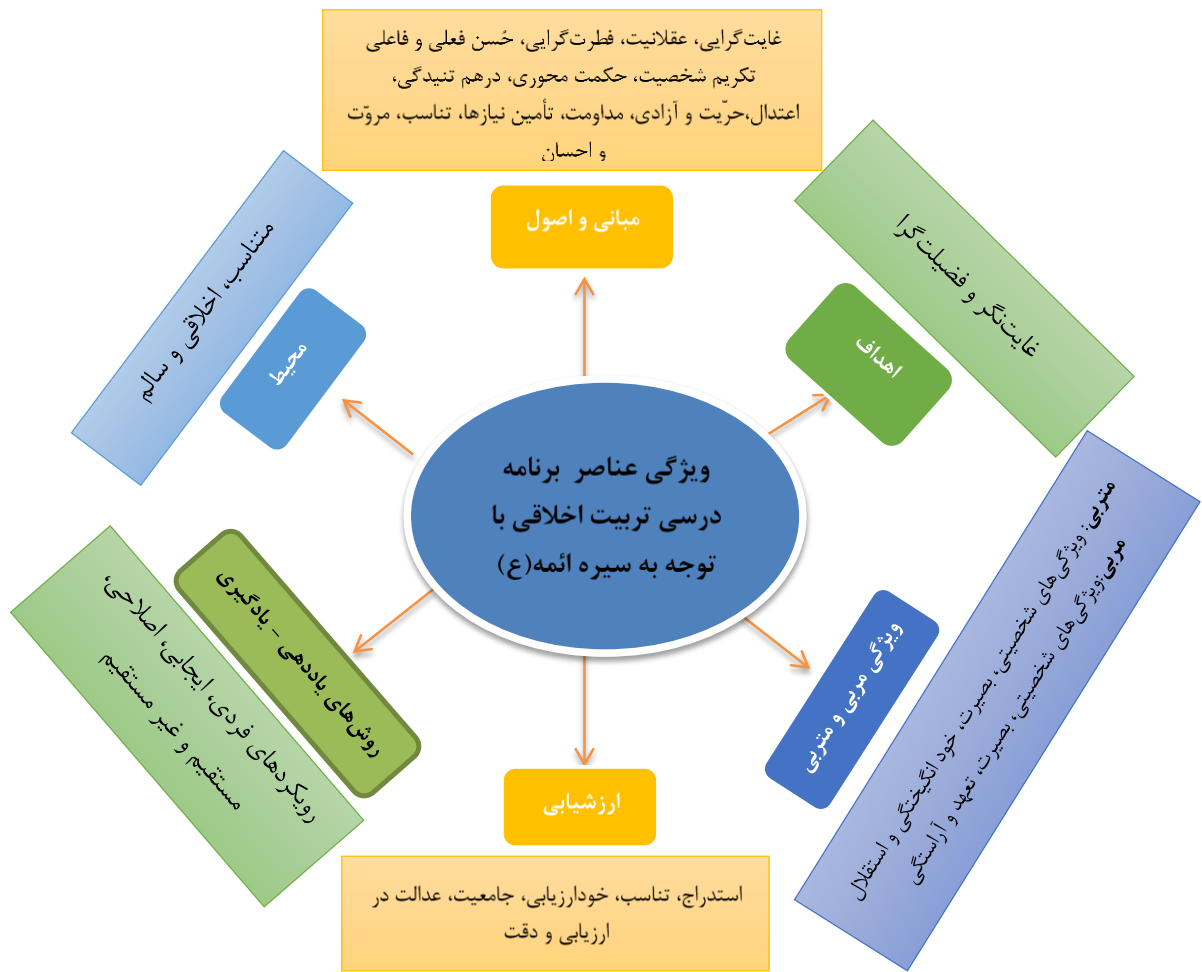 غایت‌گرایی، عقلانیت، فطرت‌گرایی، حُسن فعلی و فاعلی
تکریم شخصیت، حکمت محوری، درهم تنیدگی،
اعتدال،حرّیت و آزادی، مداومت، تأمین نیازها، تناسب، مروّت
و احسان
مبانی و اصول
غایت‌نگر و فضیلت‌گرا
اهداف
متناسب، اخلاقی و سالم
محیط
ویژگی عناصر برنامه
درسی تربیت اخلاقی با
توجه به سیره ائمه(ع)
متربی: ویژگی‌های شخصیتی، بصیرت، خود انگیختگی و استقلال
مربی:ویژگی‌های شخصیتی، بصیرت، تعهد و آراستگی
ویژگی مربی و متربی
روش‌های یاددهی – یادگیری
رویکردهای فردی، ایجابی، اصلاحی،
مستقیم و غیر مستقیم
ارزشیابی
استدراج، تناسب، خودارزیابی، جامعیت، عدالت در
ارزیابی و دقت